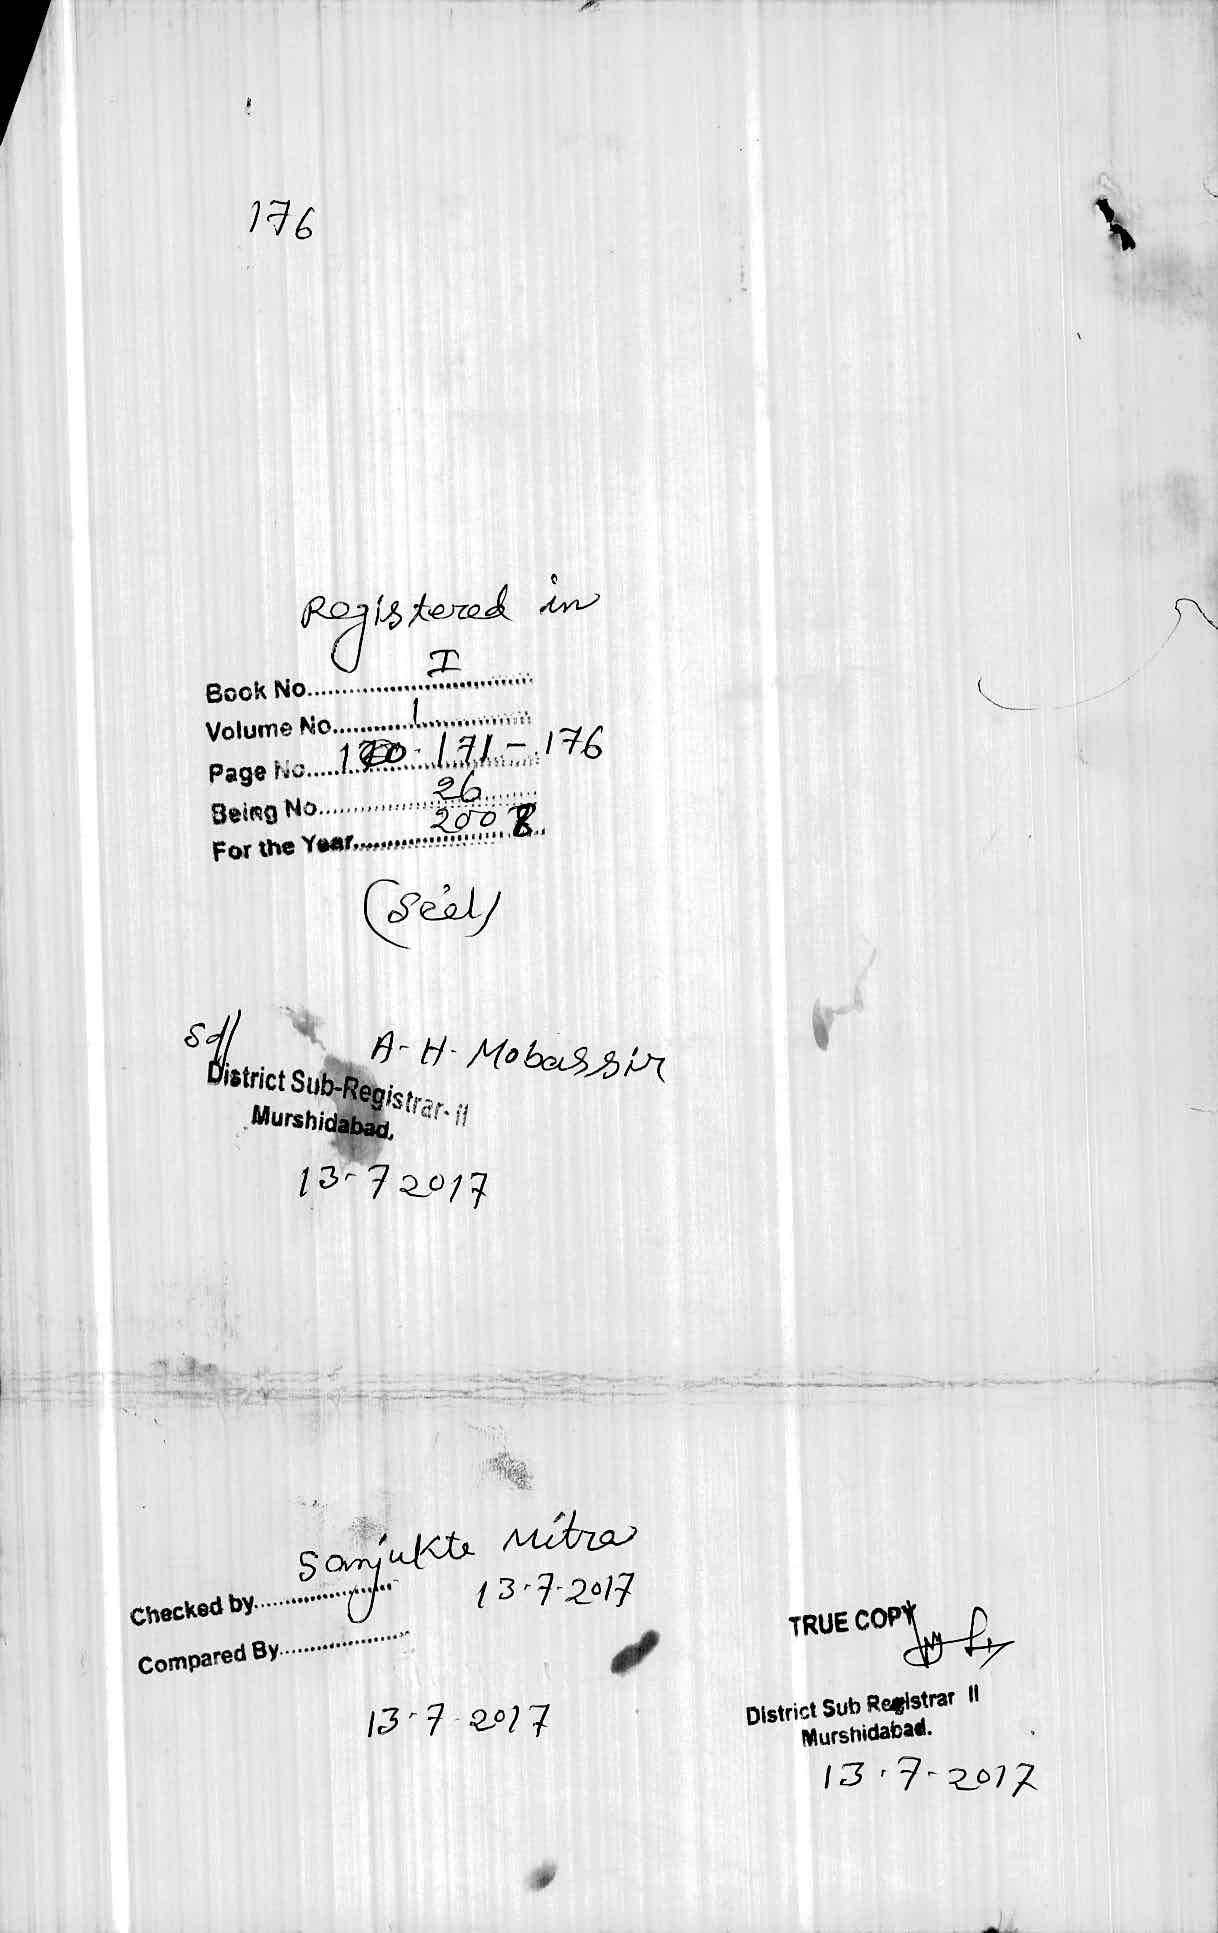 176
Registered in
Book No. I
Volume No. 1
Page No. 171 - 176
Being No. 26
For the Year 2008
(Seal)
Sd/ A-H-Mobassir
District Sub-Registrar-II
Murshidabad,
13-7 2017
Sanjukta Mitra
Checked by 13-7-2017
Compared By
13-7-2017
TRUE COPY
District Sub Registrar II
Murshidabad.
13-7-2017